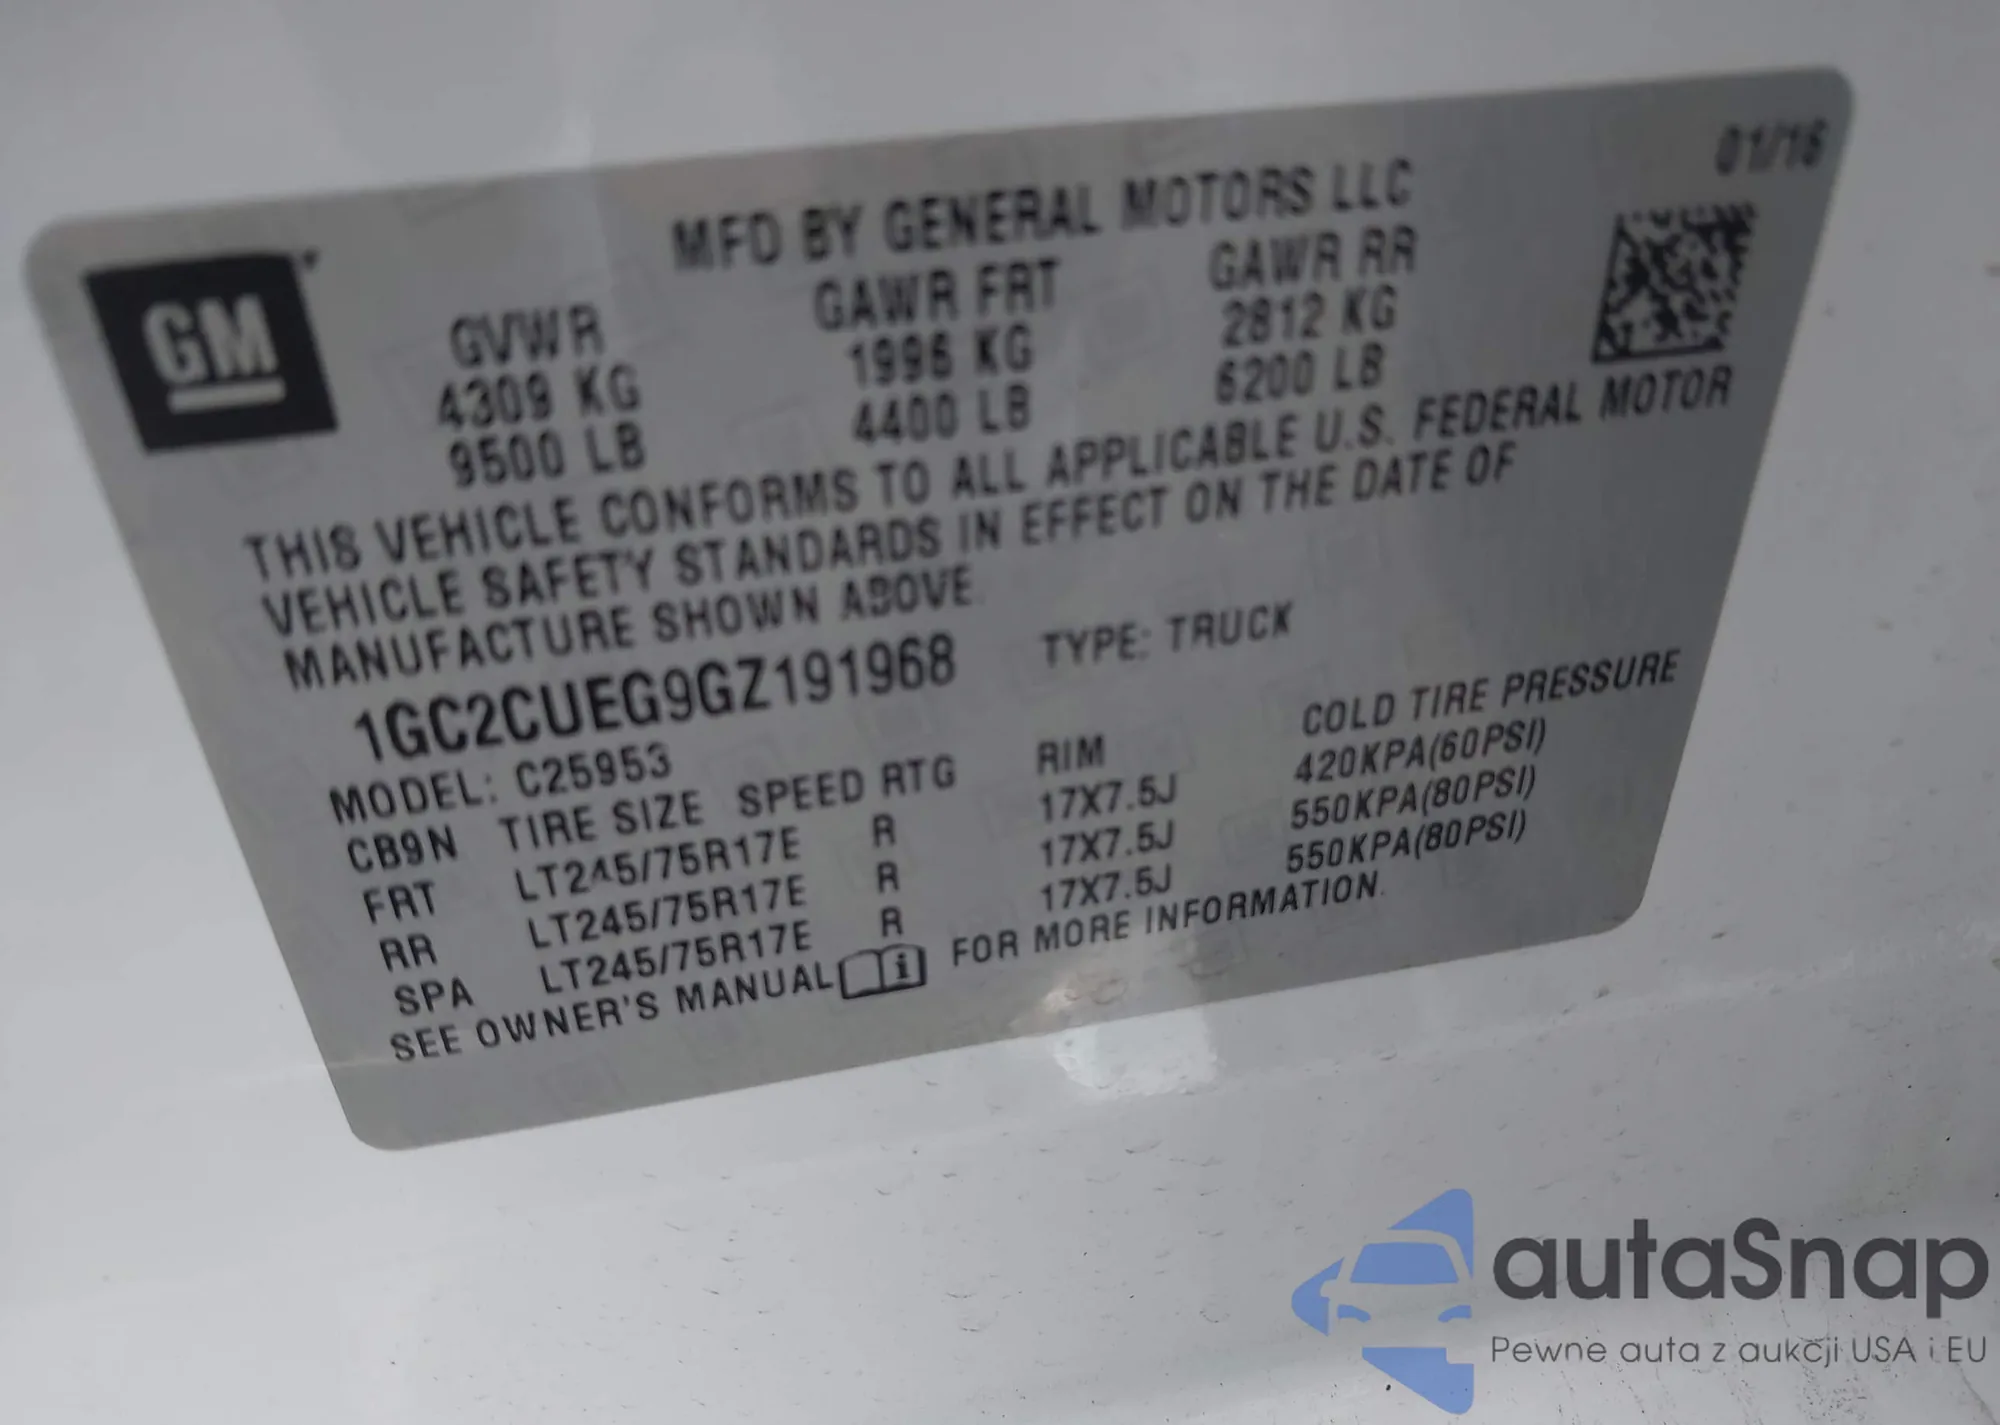 01/16
MFD BY GENERAL MOTORS LLC
GM
GVWR GAWR FRT GAWR RR
4309 KG 1996 KG 2812 KG
9500 LB 4400 LB 6200 LB
THIS VEHICLE CONFORMS TO ALL APPLICABLE U.S. FEDERAL MOTOR
VEHICLE SAFETY STANDARDS IN EFFECT ON THE DATE OF
MANUFACTURE SHOWN ABOVE.
1GC2CUEG9GZ191968 TYPE: TRUCK
MODEL: C25953
CB9N TIRE SIZE SPEED RTG RIM COLD TIRE PRESSURE
FRT LT245/75R17E R 17X7.5J 420KPA(60PSI)
RR LT245/75R17E R 17X7.5J 550KPA(80PSI)
SPA LT245/75R17E R 17X7.5J 550KPA(80PSI)
SEE OWNER'S MANUAL i FOR MORE INFORMATION.
autaSnap
Pewne auta z aukcji USA i EU